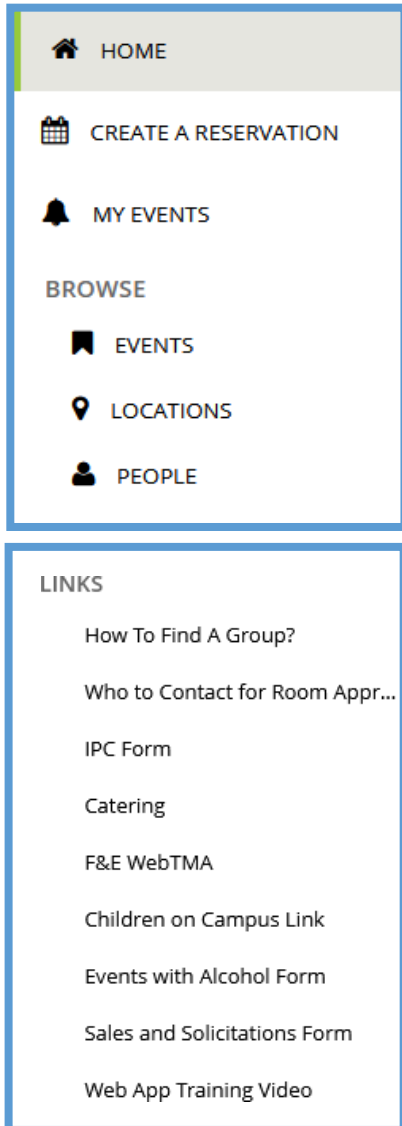 HOME
CREATE A RESERVATION
MY EVENTS
BROWSE
EVENTS
LOCATIONS
PEOPLE
LINKS
How To Find A Group?
Who to Contact for Room Appr...
IPC Form
Catering
F&E WebTMA
Children on Campus Link
Events with Alcohol Form
Sales and Solicitations Form
Web App Training Video